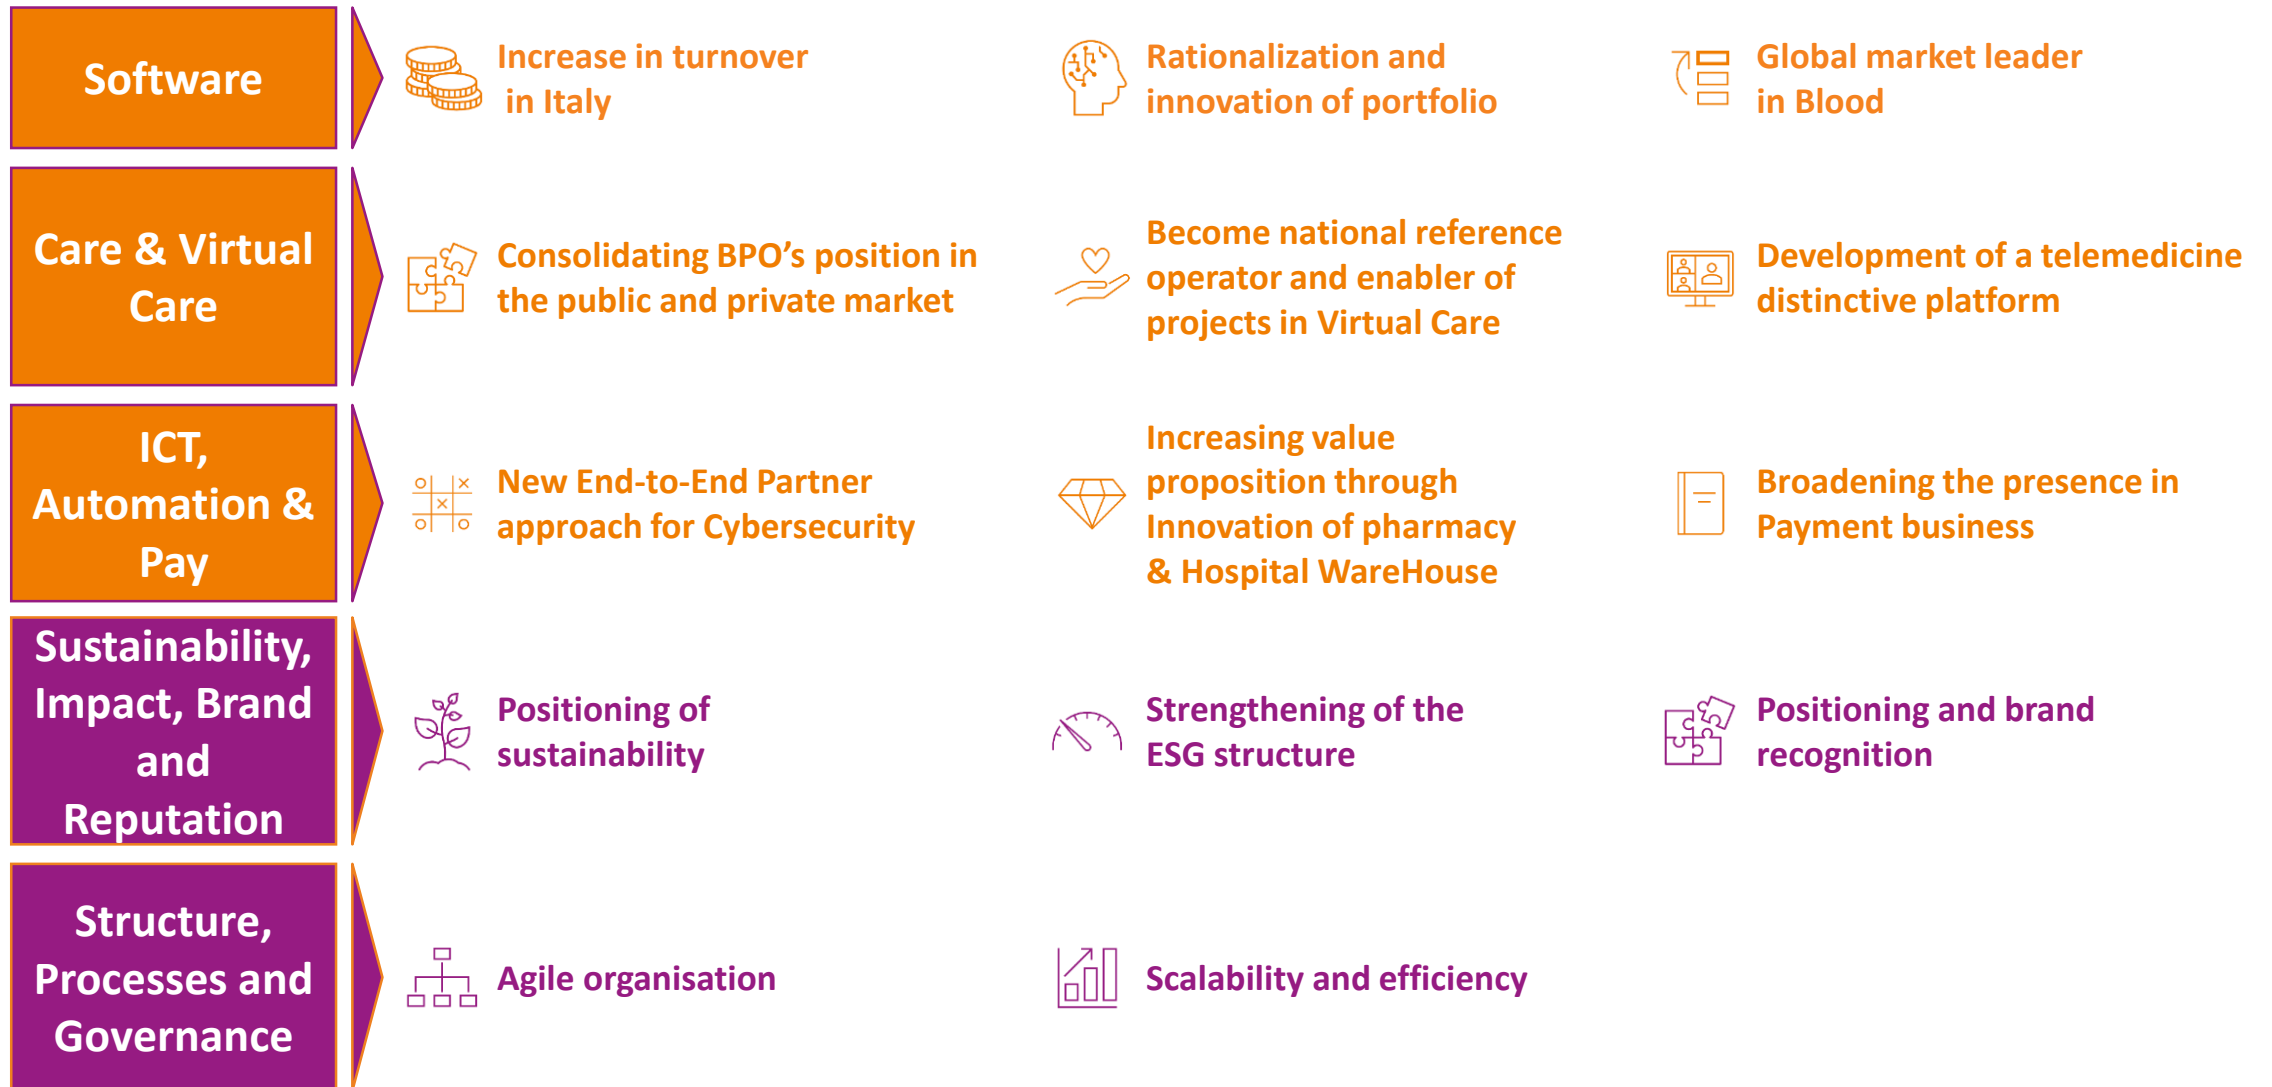 Software
Increase in turnover
in Italy
Rationalization and
innovation of portfolio
Global market leader
in Blood
Care & Virtual
Care
Consolidating BPO’s position in
the public and private market
Become national reference
operator and enabler of
projects in Virtual Care
Development of a telemedicine
distinctive platform
ICT,
Automation &
Pay
New End-to-End Partner
approach for Cybersecurity
Increasing value
proposition through
Innovation of pharmacy
& Hospital WareHouse
Broadening the presence in
Payment business
Sustainability,
Impact, Brand
and
Reputation
Positioning of
sustainability
Strengthening of the
ESG structure
Positioning and brand
recognition
Structure,
Processes and
Governance
Agile organisation
Scalability and efficiency